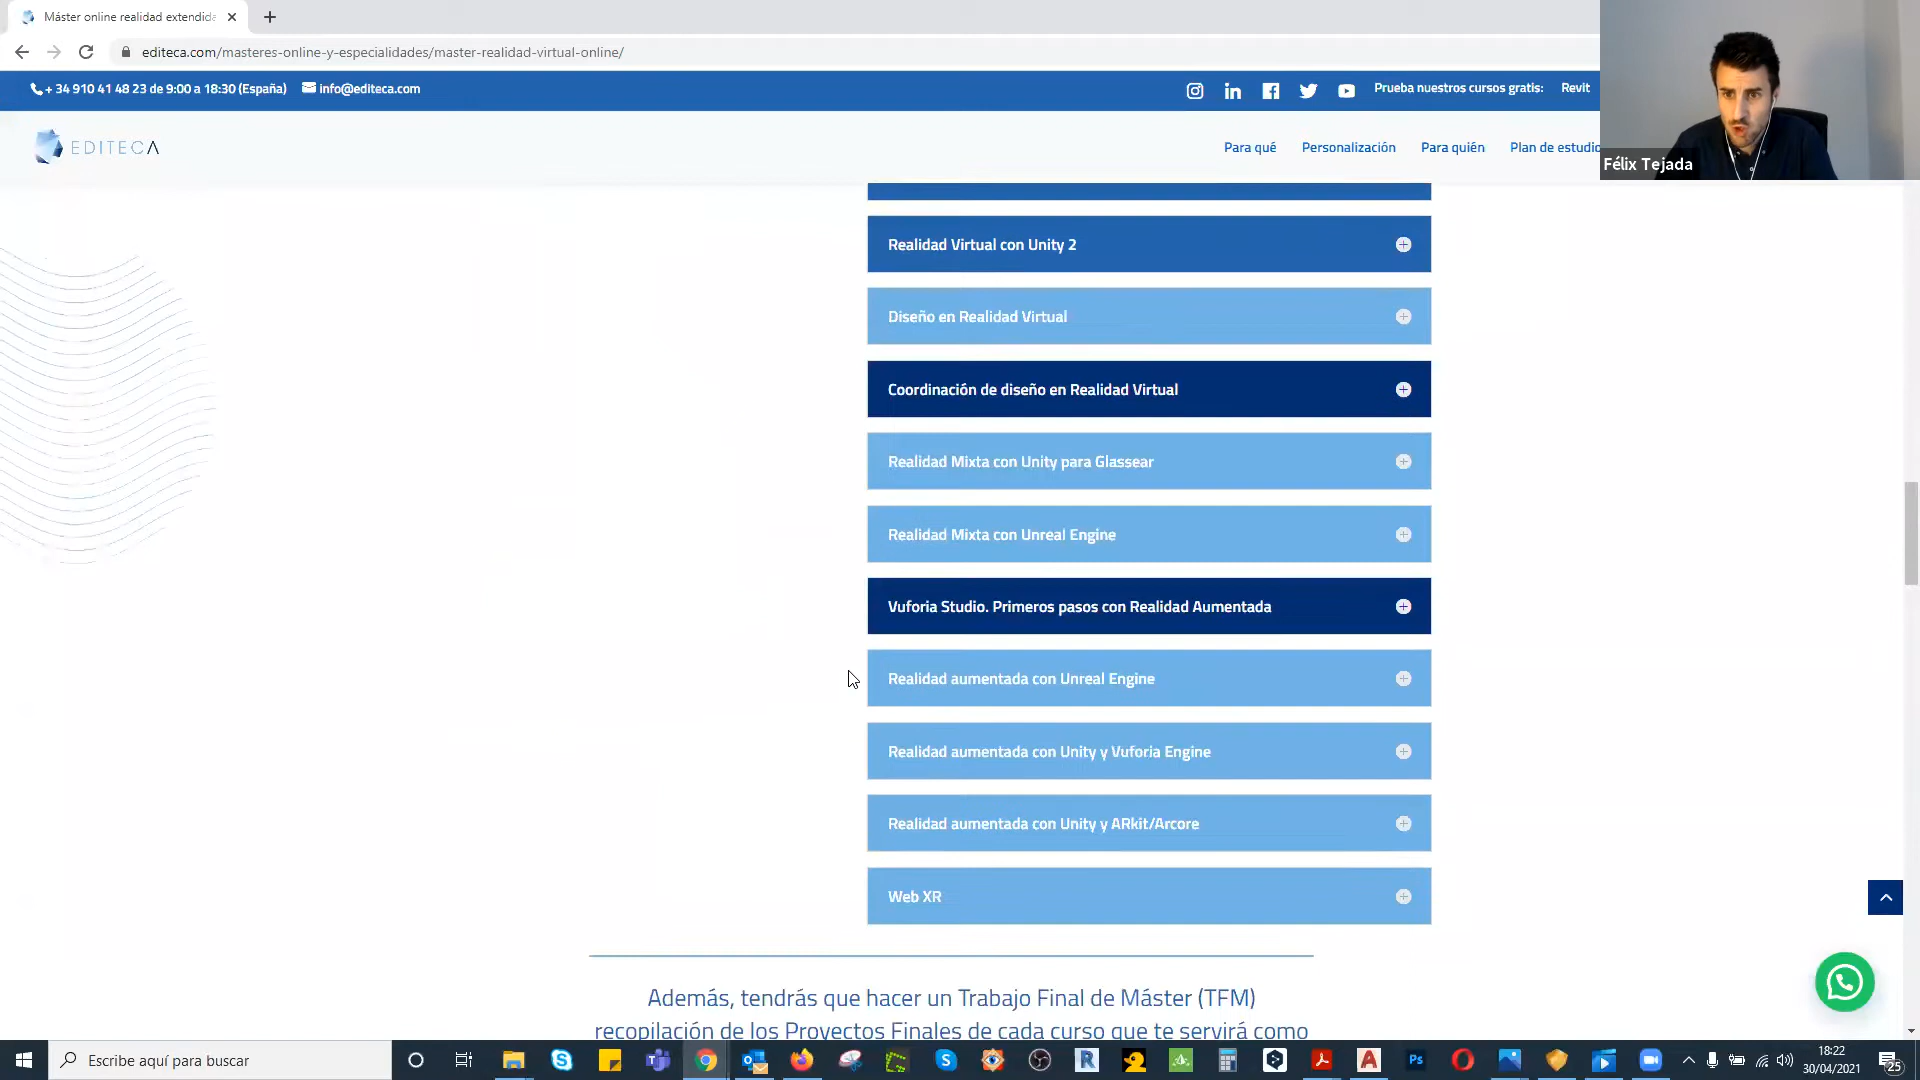 Máster online realidad extendida
editeca.com/masteres-online-y-especialidades/master-realidad-virtual-online/
+ 34 910 41 48 23 de 9:00 a 18:30 (España)
info@editeca.com
Prueba nuestros cursos gratis:
Revit
EDITECA
Para qué
Personalización
Para quién
Plan de estudio
Félix Tejada
Realidad Virtual con Unity 2
Diseño en Realidad Virtual
Coordinación de diseño en Realidad Virtual
Realidad Mixta con Unity para Glassear
Realidad Mixta con Unreal Engine
Vuforia Studio. Primeros pasos con Realidad Aumentada
Realidad aumentada con Unreal Engine
Realidad aumentada con Unity y Vuforia Engine
Realidad aumentada con Unity y ARkit/Arcore
Web XR
Además, tendrás que hacer un Trabajo Final de Máster (TFM)
recopilación de los Proyectos Finales de cada curso que te servirá como
Escribe aquí para buscar
18:22
30/04/2021
25